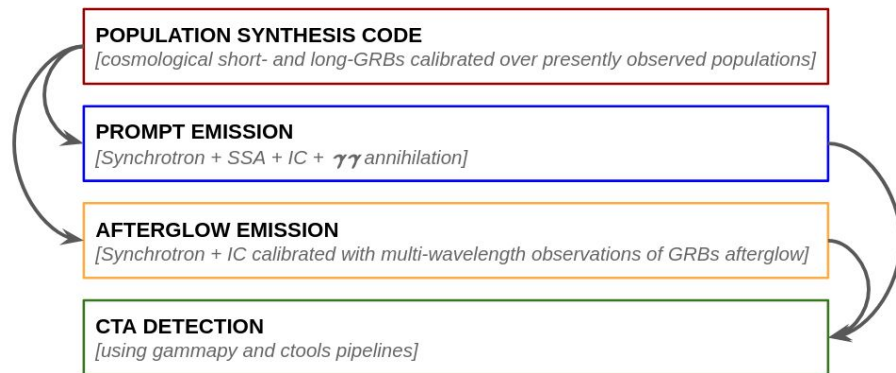 POPULATION SYNTHESIS CODE
[cosmological short- and long-GRBs calibrated over presently observed populations]
PROMPT EMISSION
[Synchrotron + SSA + IC + γγ annihilation]
AFTERGLOW EMISSION
[Synchrotron + IC calibrated with multi-wavelength observations of GRBs afterglow]
CTA DETECTION
[using gammapy and ctools pipelines]